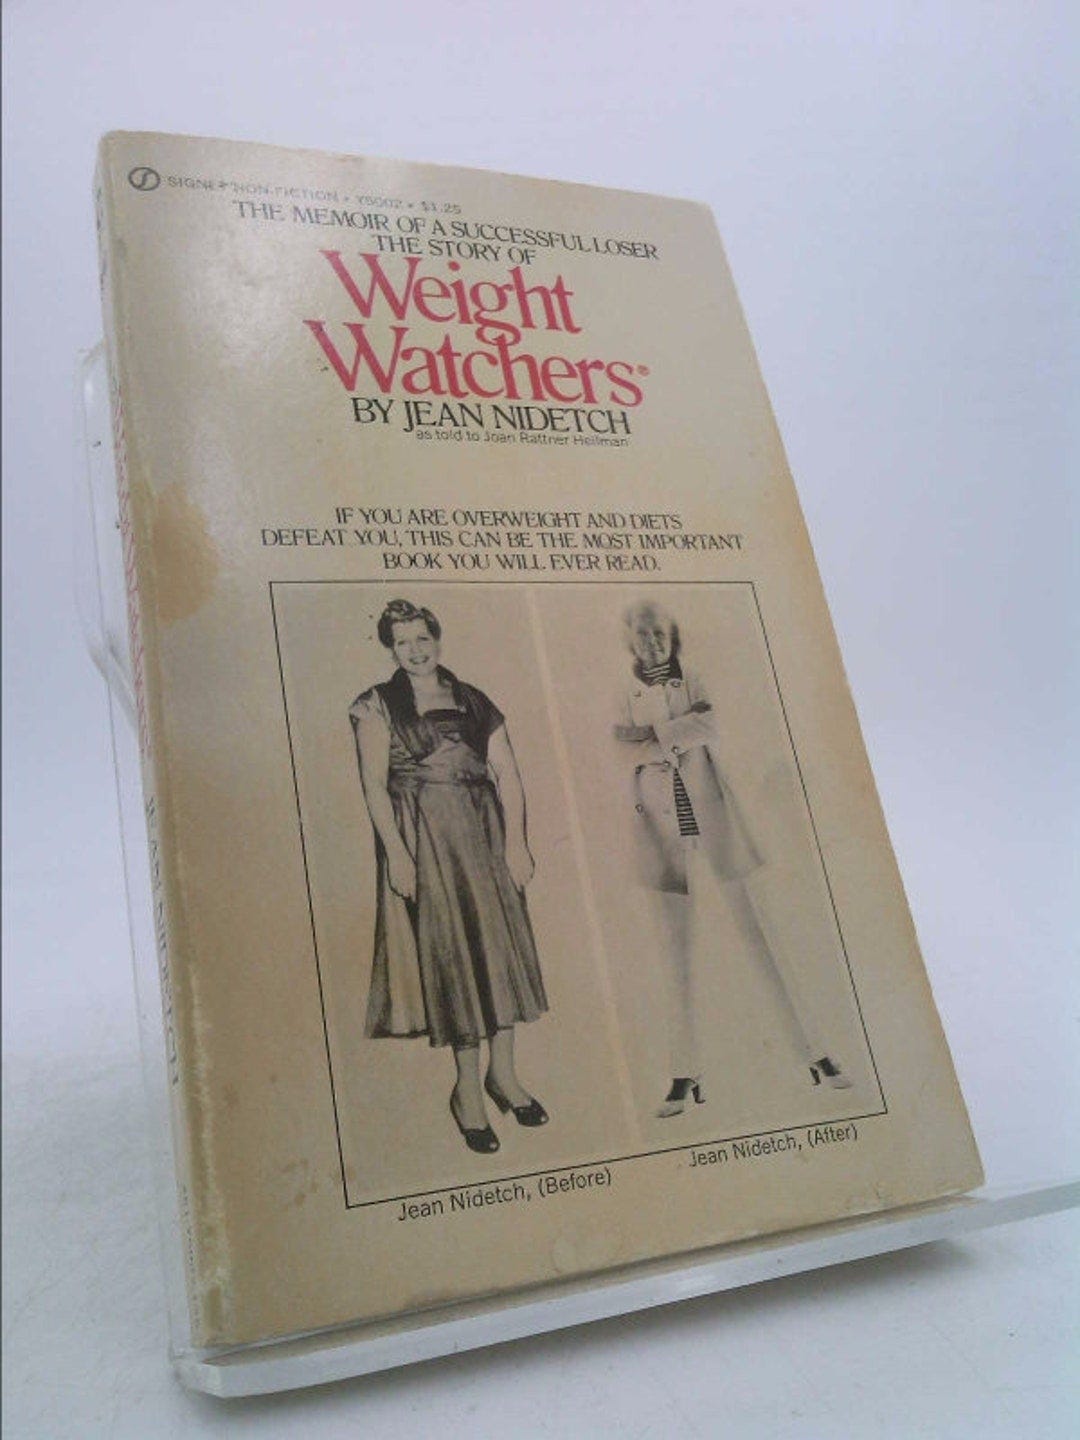 SIGNET NON-FICTION • Y5002 • $1.25
THE MEMOIR OF A SUCCESSFUL LOSER
THE STORY OF
Weight
Watchers®
BY JEAN NIDETCH
as told to Joan Rattner Heilman
IF YOU ARE OVERWEIGHT AND DIETS
DEFEAT YOU, THIS CAN BE THE MOST IMPORTANT
BOOK YOU WILL EVER READ.
Jean Nidetch, (Before)
Jean Nidetch, (After)
JEAN NIDETCH